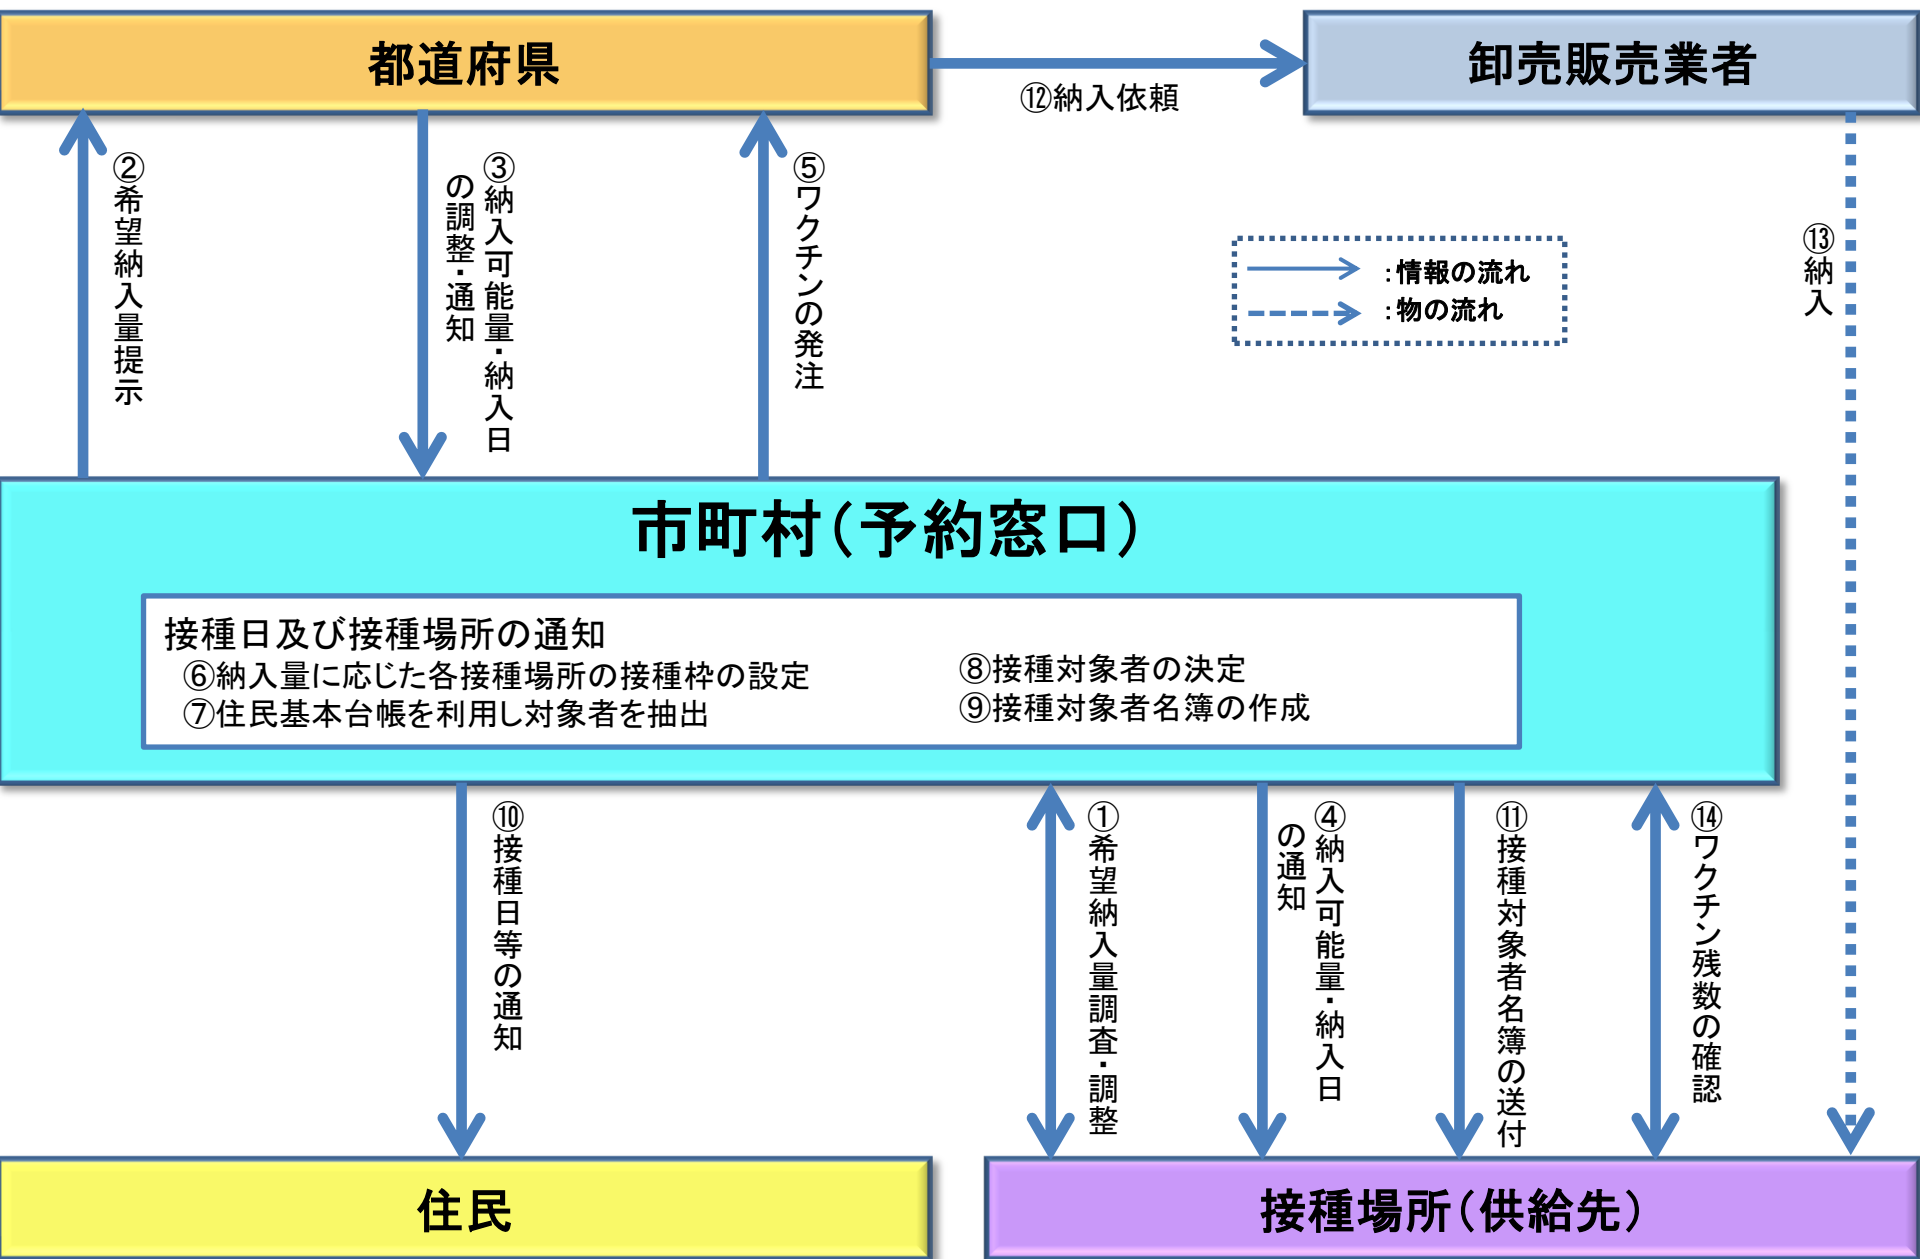 都道府県
卸売販売業者
⑫納入依頼
②希望納入量提示
③納入可能量・納入日
の調整・通知
⑤ワクチンの発注
⑬納入
:情報の流れ
:物の流れ
市町村（予約窓口）
接種日及び接種場所の通知
⑥納入量に応じた各接種場所の接種枠の設定
⑦住民基本台帳を利用し対象者を抽出
⑧接種対象者の決定
⑨接種対象者名簿の作成
⑩接種日等の通知
①希望納入量調査・調整
④納入可能量・納入日
の通知
⑪接種対象者名簿の送付
⑭ワクチン残数の確認
住民
接種場所（供給先）